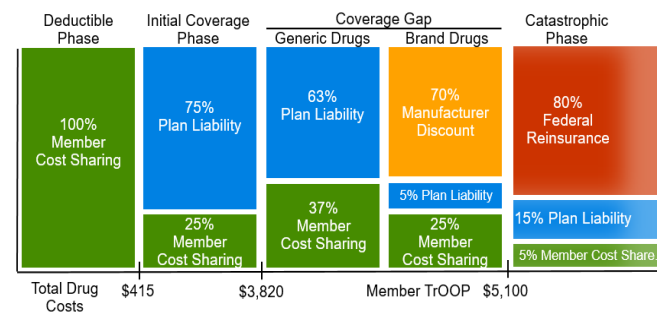 Deductible
Phase
Initial Coverage
Phase
Coverage Gap
Generic Drugs
Brand Drugs
Catastrophic
Phase
100%
Member
Cost Sharing
75%
Plan Liability
25%
Member
Cost Sharing
63%
Plan Liability
37%
Member
Cost Sharing
70%
Manufacturer
Discount
5% Plan Liability
25%
Member
Cost Sharing
80%
Federal
Reinsurance
15% Plan Liability
5% Member Cost Share.
Total Drug
Costs
$415
$3,820
Member TrOOP
$5,100